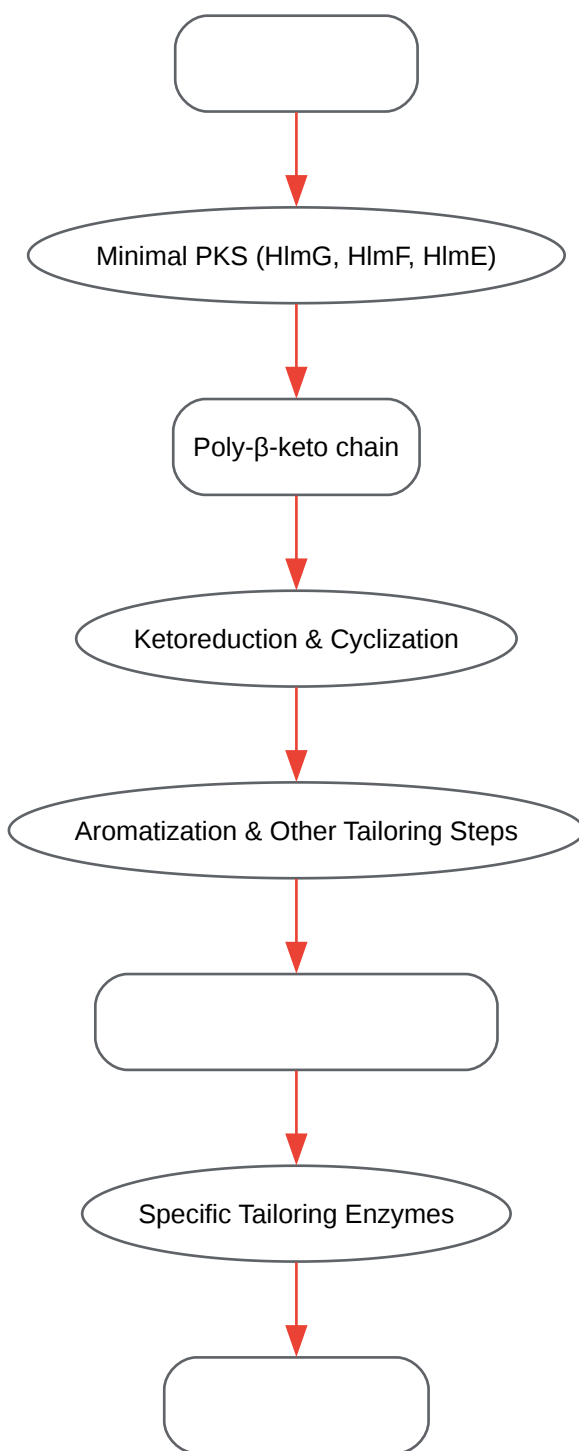 Minimal PKS (HlmG, HlmF, HlmE)
Poly-β-keto chain
Ketoreduction & Cyclization
Aromatization & Other Tailoring Steps
Specific Tailoring Enzymes